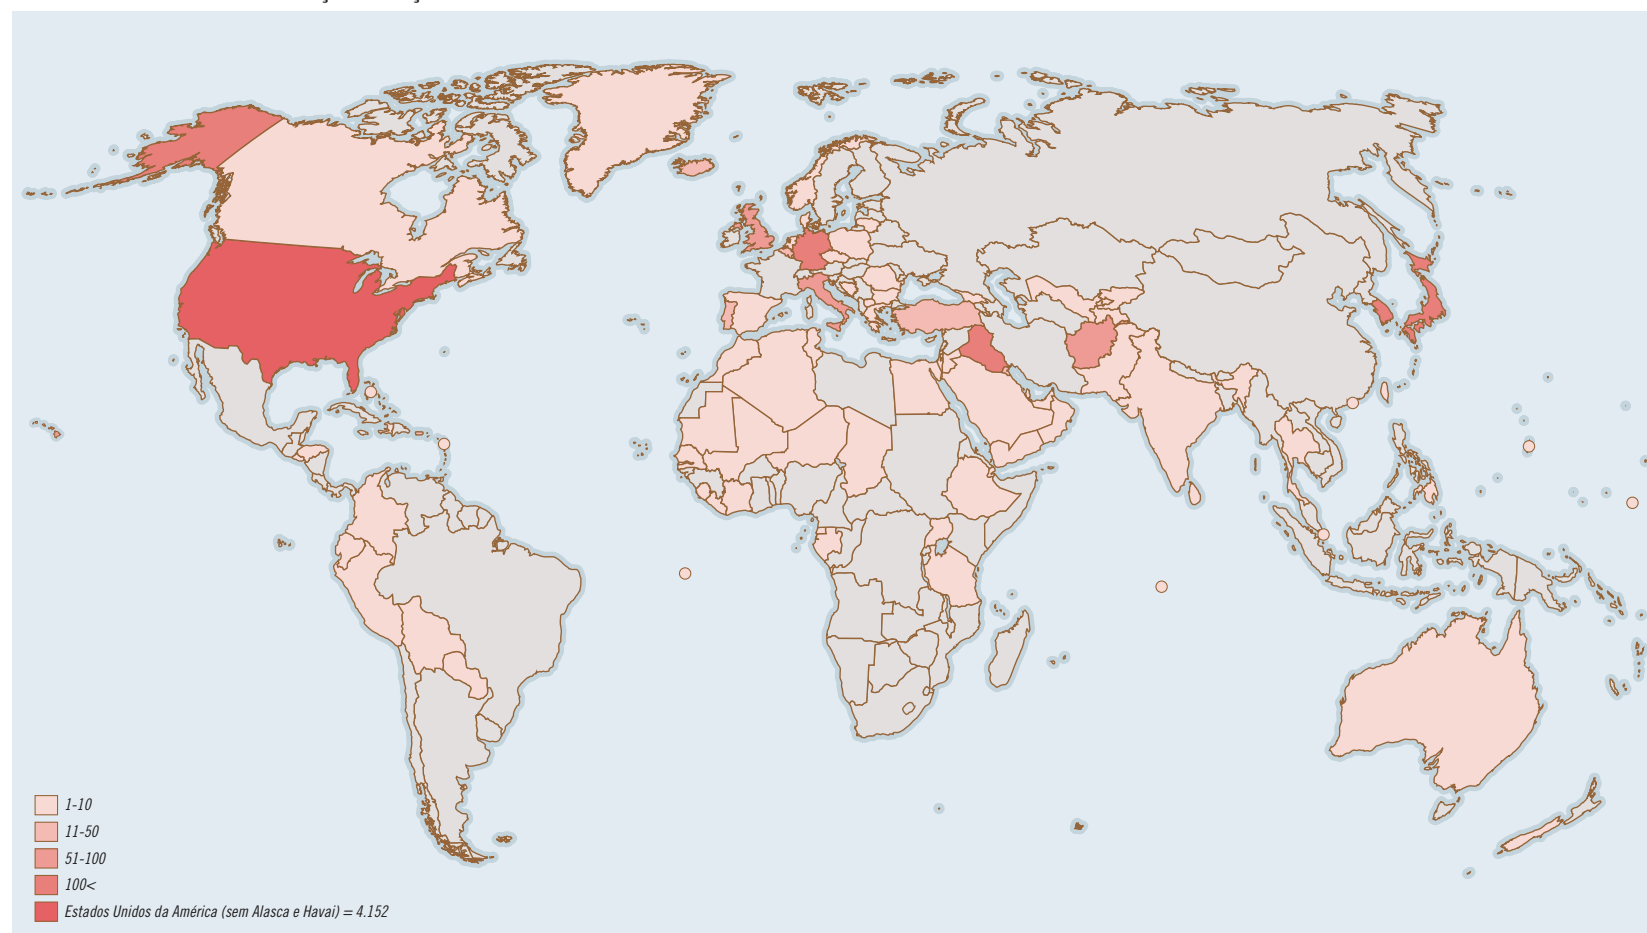 1-10
11-50
51-100
100<
Estados Unidos da América (sem Alasca e Havai) = 4.152